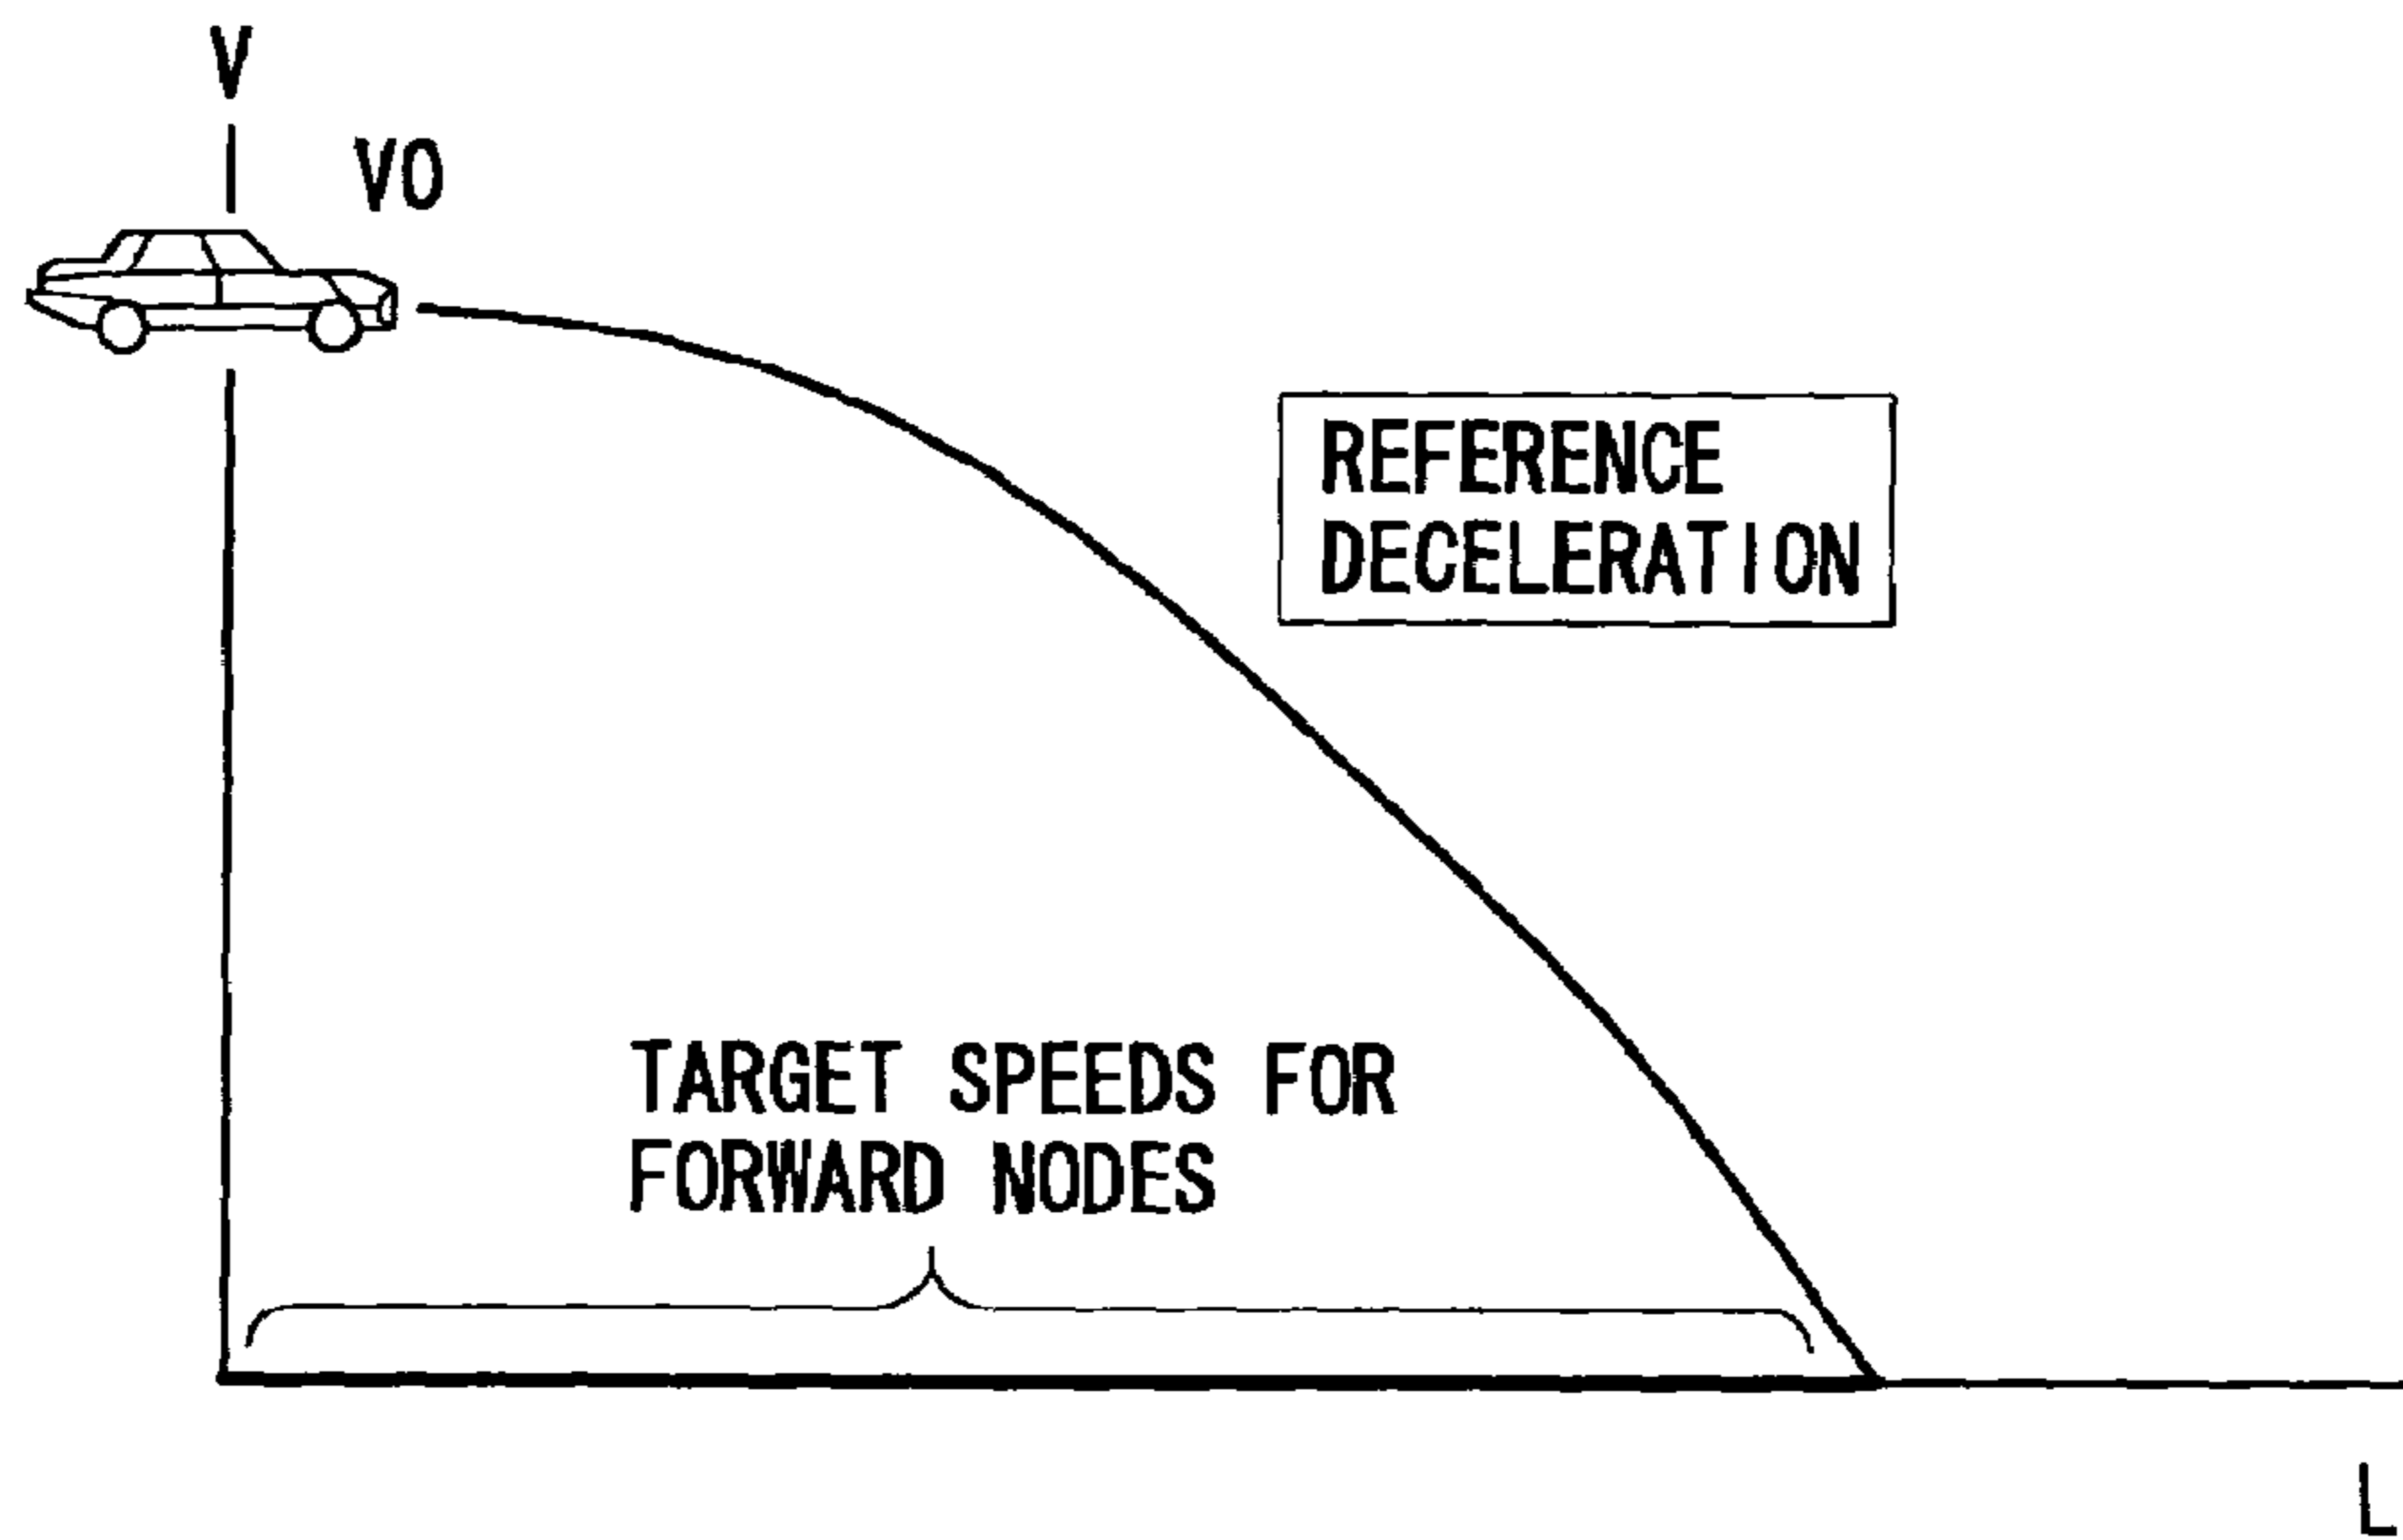 V
VO
REFERENCE
DECELERATION
TARGET SPEEDS FOR
FORWARD NODES
L